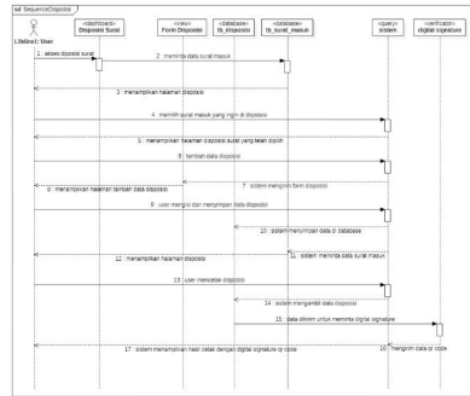 sd SequenceDisposisi
«dashboard»
Disposisi Surat
«view»
Form Disposisi
«database»
tb_disposisi
«database»
tb_surat_masuk
«query»
sistem
«verification»
digital signature
Lifeline1: User
1 : akses diposisi surat
2 : meminta data surat masuk
3 : menampilkan halaman disposisi
4 : memilih surat masuk yang ingin di disposisi
5 : menampilkan halaman disposisi surat yang telah dipilih
6 : tambah data disposisi
7 : sistem mengirim form disposisi
8 : menampilkan halaman tambah data disposisi
9 : user mengisi dan menyimpan data disposisi
10 : sistem menyimpan data di database
11 : sistem meminta data surat masuk
12 : menampilkan halaman disposisi
13 : user mencetak disposisi
14 : sistem mengambil data disposisi
15 : data dikirim untuk meminta digital signature
16 : mengirim data qr code
17 : sistem menampilkan hasil cetak dengan digital signature qr code